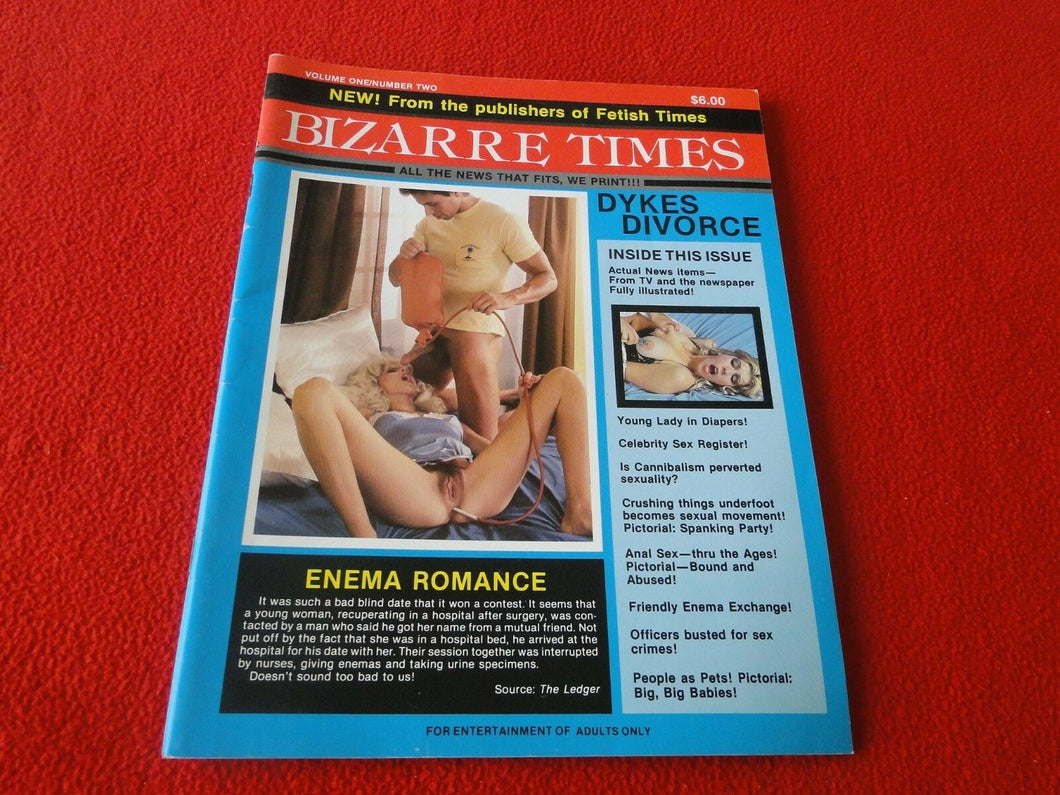 VOLUME ONE/NUMBER TWO
$6.00
NEW! From the publishers of Fetish Times
BIZARRE TIMES
ALL THE NEWS THAT FITS, WE PRINT!!!
DYKES
DIVORCE
INSIDE THIS ISSUE
Actual News items—
From TV and the newspaper
Fully illustrated!
Young Lady in Diapers!
Celebrity Sex Register!
Is Cannibalism perverted
sexuality?
Crushing things underfoot
becomes sexual movement!
Pictorial: Spanking Party!
Anal Sex—thru the Ages!
Pictorial—Bound and
Abused!
Friendly Enema Exchange!
Officers busted for sex
crimes!
People as Pets! Pictorial:
Big, Big Babies!
ENEMA ROMANCE
It was such a bad blind date that it won a contest. It seems that
a young woman, recuperating in a hospital after surgery, was con-
tacted by a man who said he got her name from a mutual friend. Not
put off by the fact that she was in a hospital bed, he arrived at the
hospital for his date with her. Their session together was interrupted
by nurses, giving enemas and taking urine specimens.
Doesn't sound too bad to us!
Source: The Ledger
FOR ENTERTAINMENT OF ADULTS ONLY